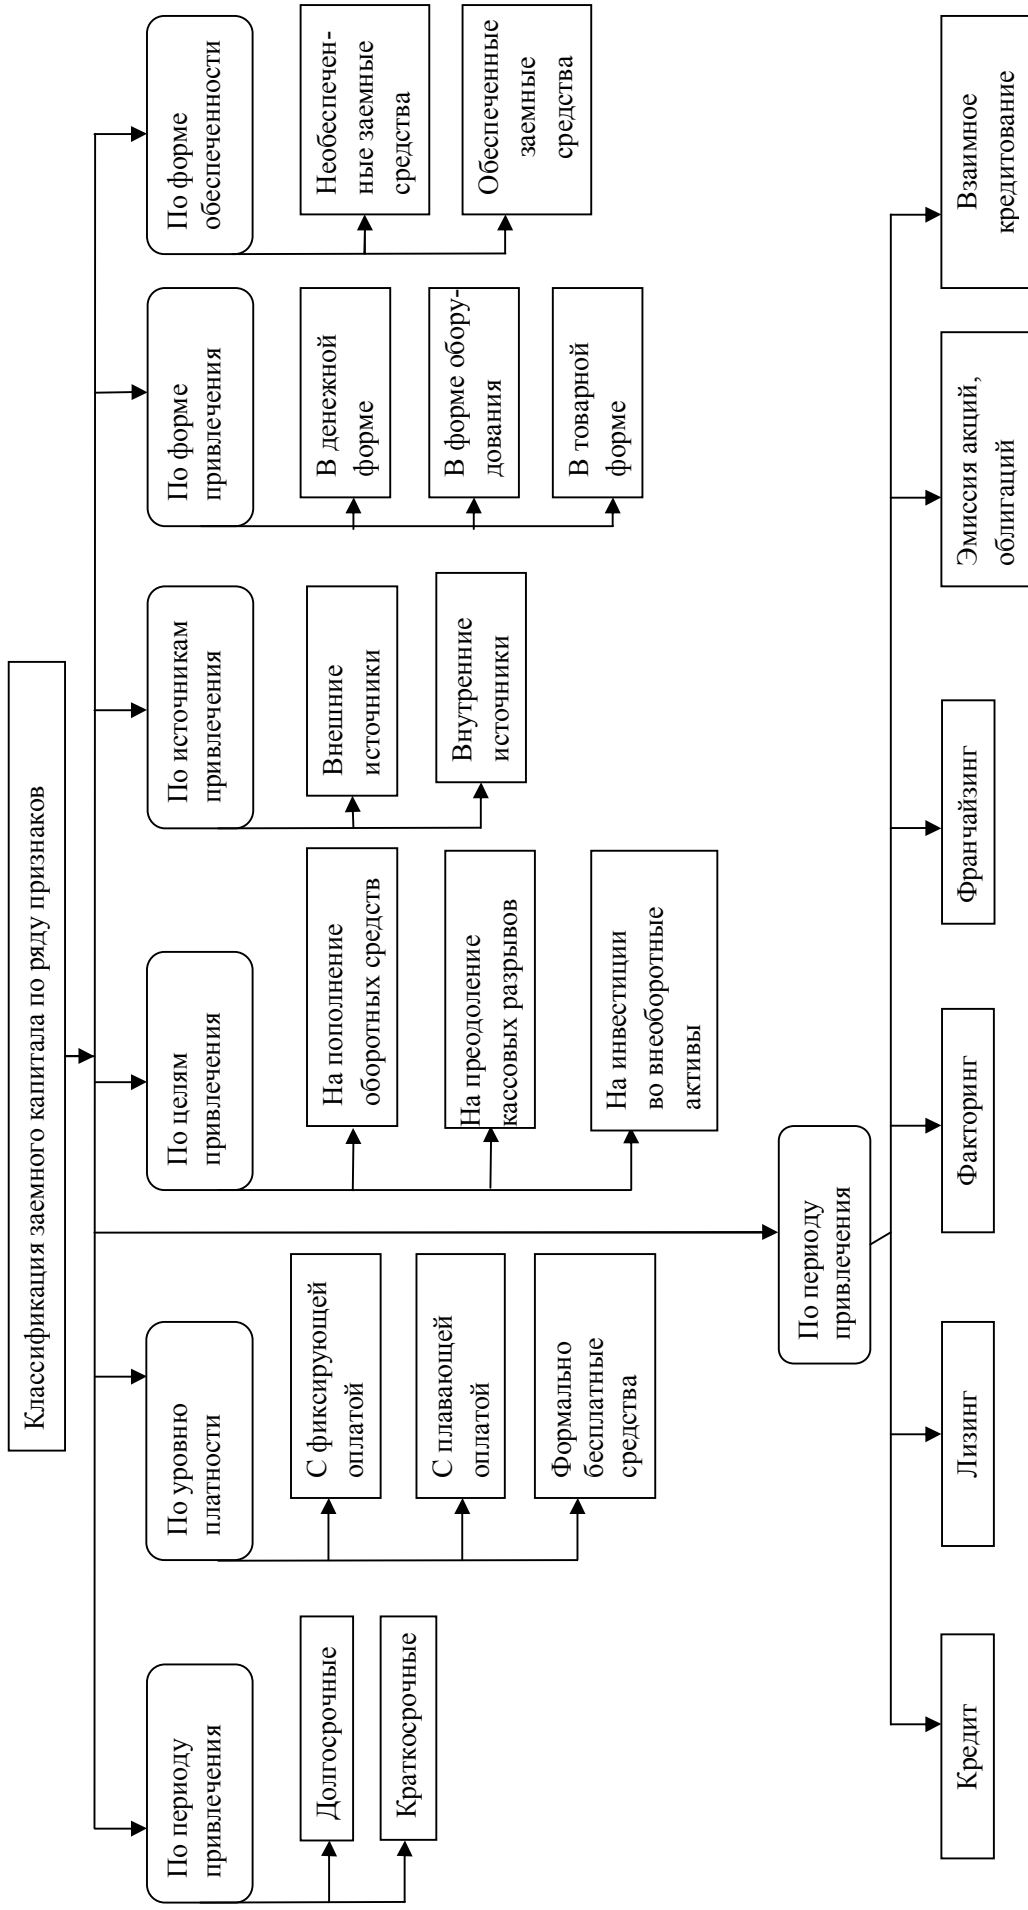 Классификация заемного капитала по ряду признаков
По периоду
привлечения
По уровню
платности
По целям
привлечения
По источникам
привлечения
По форме
привлечения
По форме
обеспеченности
Долгосрочные
Краткосрочные
С фиксирующей
оплатой
С плавающей
оплатой
Формально
бесплатные
средства
На пополнение
оборотных средств
На преодоление
кассовых разрывов
На инвестиции
во внеоборотные
активы
Внешние
источники
Внутренние
источники
В денежной
форме
В форме обору-
дования
В товарной
форме
Необеспечен-
ные заемные
средства
Обеспеченные
заемные
средства
По периоду
привлечения
Кредит
Лизинг
Факторинг
Франчайзинг
Эмиссия акций,
облигаций
Взаимное
кредитование